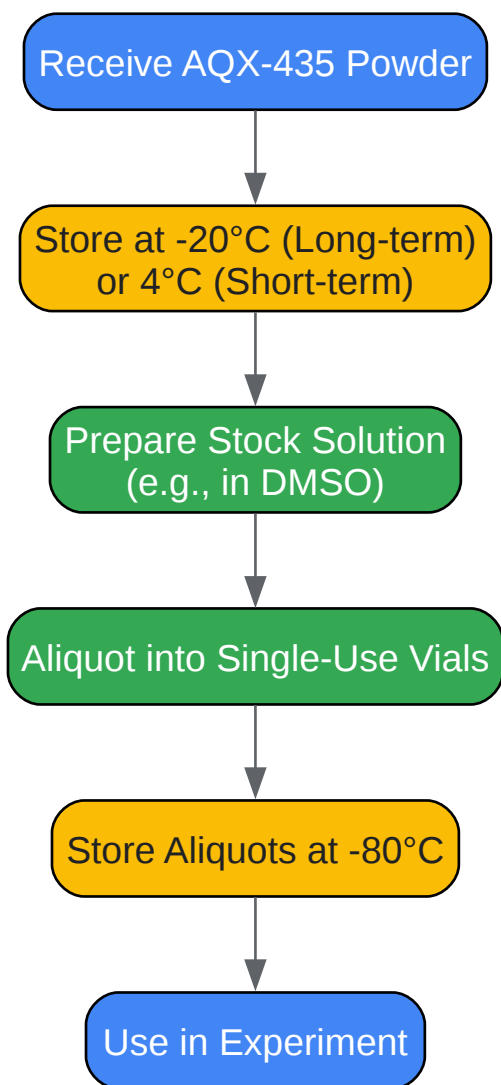 Receive AQX-435 Powder
Store at -20°C (Long-term)
or 4°C (Short-term)
Prepare Stock Solution
(e.g., in DMSO)
Aliquot into Single-Use Vials
Store Aliquots at -80°C
Use in Experiment